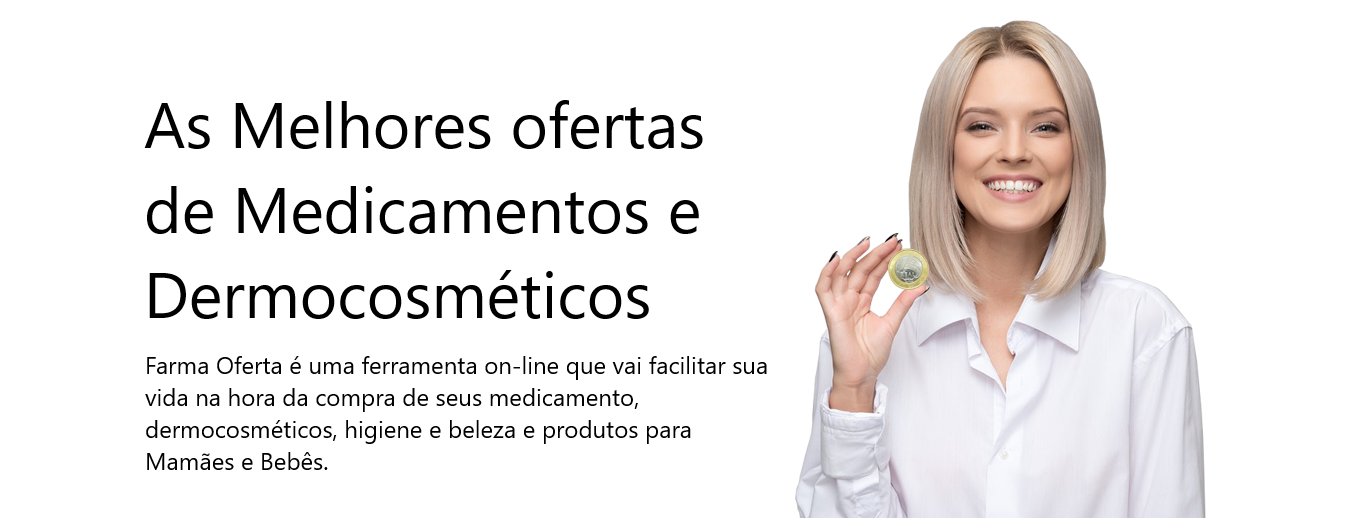 As Melhores ofertas
de Medicamentos e
Dermocosméticos
Farma Oferta é uma ferramenta on-line que vai facilitar sua
vida na hora da compra de seus medicamento,
dermocosméticos, higiene e beleza e produtos para
Mamães e Bebês.